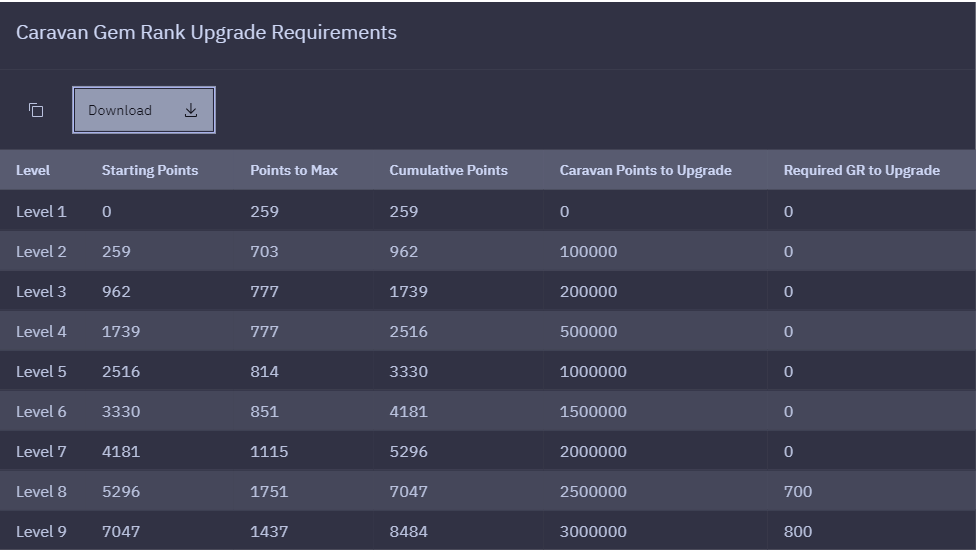 Caravan Gem Rank Upgrade Requirements
Download
Level Starting Points Points to Max Cumulative Points Caravan Points to Upgrade Required GR to Upgrade
Level 1 0 259 259 0 0
Level 2 259 703 962 100000 0
Level 3 962 777 1739 200000 0
Level 4 1739 777 2516 500000 0
Level 5 2516 814 3330 1000000 0
Level 6 3330 851 4181 1500000 0
Level 7 4181 1115 5296 2000000 0
Level 8 5296 1751 7047 2500000 700
Level 9 7047 1437 8484 3000000 800